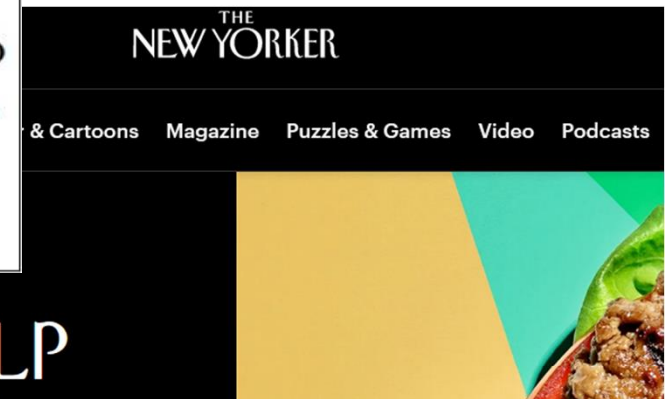 THE
NEW YORKER
& Cartoons Magazine Puzzles & Games Video Podcasts
LP